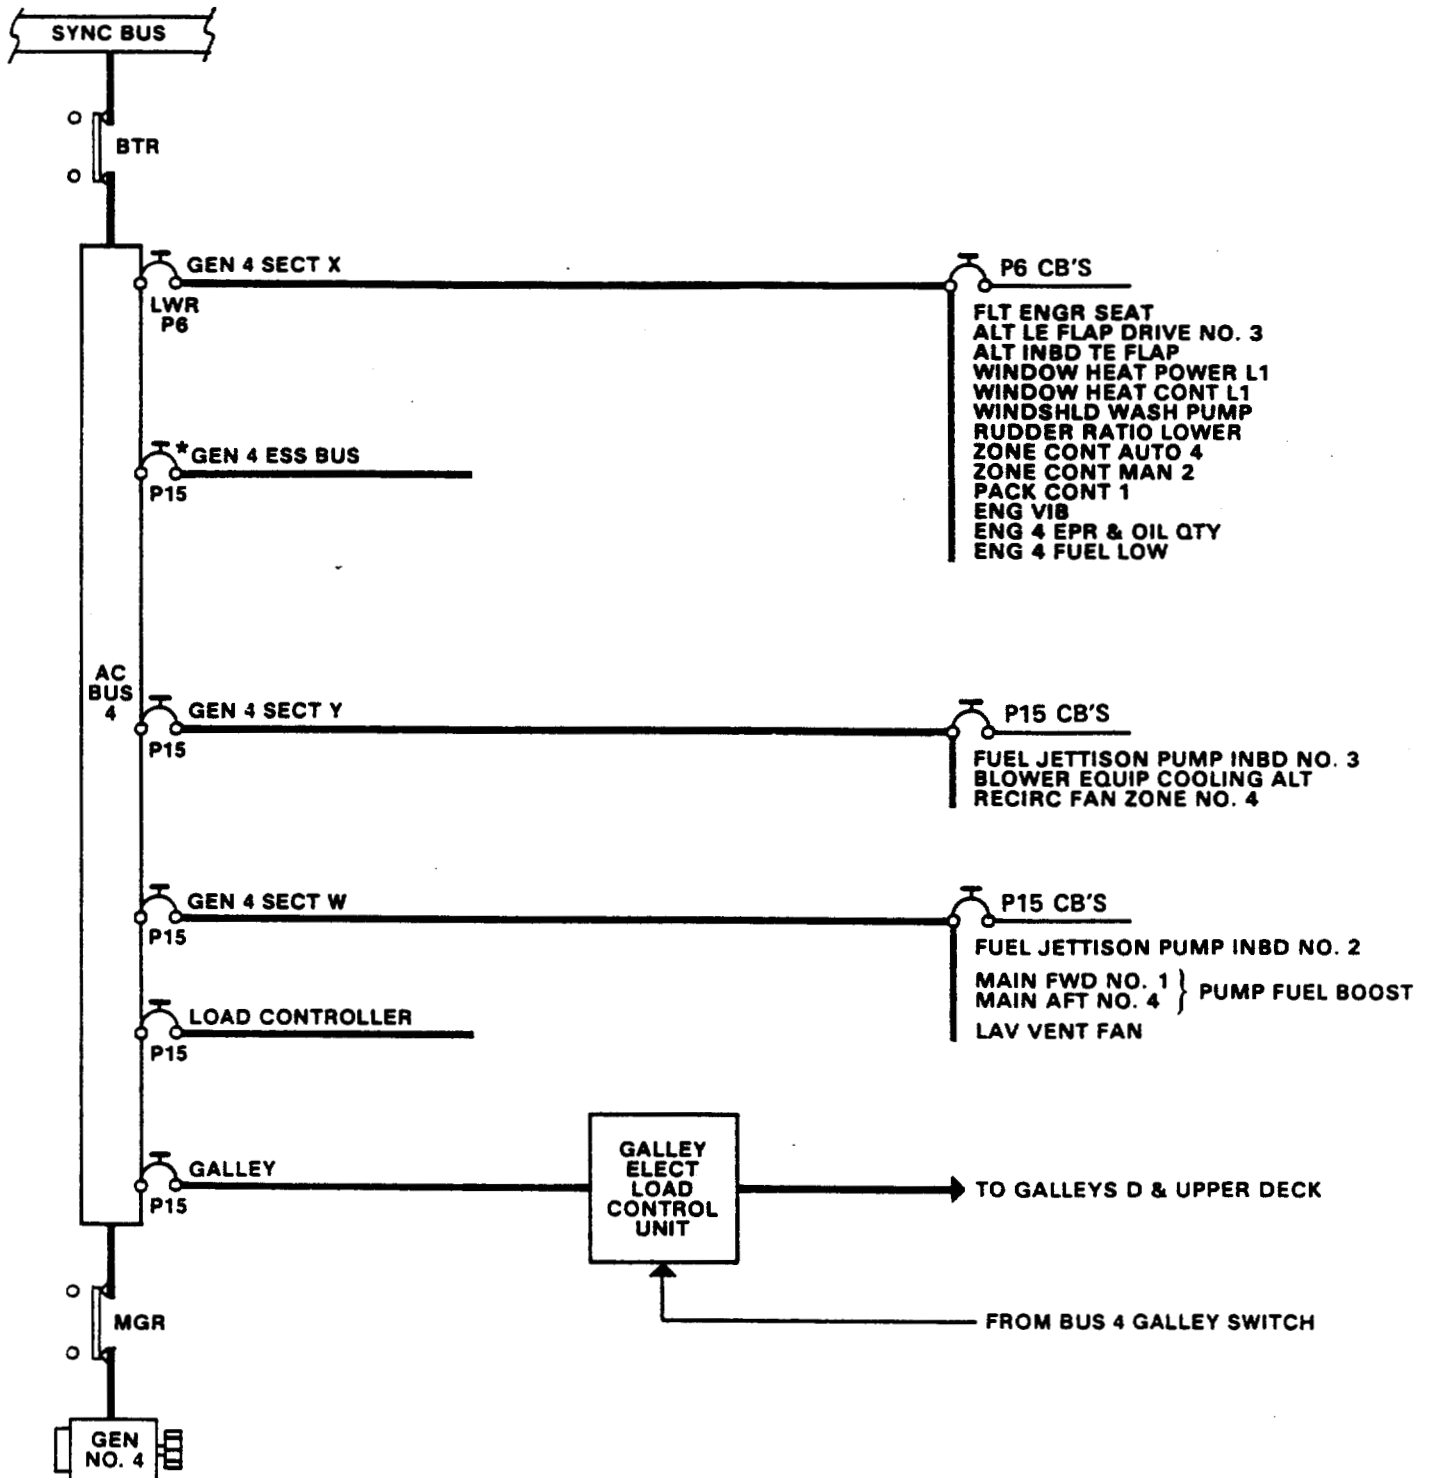 SYNC BUS
BTR
GEN 4 SECT X
LWR
P6
P6 CB'S
FLT ENGR SEAT
ALT LE FLAP DRIVE NO. 3
ALT INBD TE FLAP
WINDOW HEAT POWER L1
WINDOW HEAT CONT L1
WINDSHLD WASH PUMP
RUDDER RATIO LOWER
ZONE CONT AUTO 4
ZONE CONT MAN 2
PACK CONT 1
ENG VIB
ENG 4 EPR & OIL QTY
ENG 4 FUEL LOW
*GEN 4 ESS BUS
P15
AC
BUS
4
GEN 4 SECT Y
P15
P15 CB'S
FUEL JETTISON PUMP INBD NO. 3
BLOWER EQUIP COOLING ALT
RECIRC FAN ZONE NO. 4
GEN 4 SECT W
P15
P15 CB'S
FUEL JETTISON PUMP INBD NO. 2
MAIN FWD NO. 1
MAIN AFT NO. 4
PUMP FUEL BOOST
LAV VENT FAN
LOAD CONTROLLER
P15
GALLEY
P15
GALLEY
ELECT
LOAD
CONTROL
UNIT
TO GALLEYS D & UPPER DECK
FROM BUS 4 GALLEY SWITCH
MGR
GEN
NO. 4